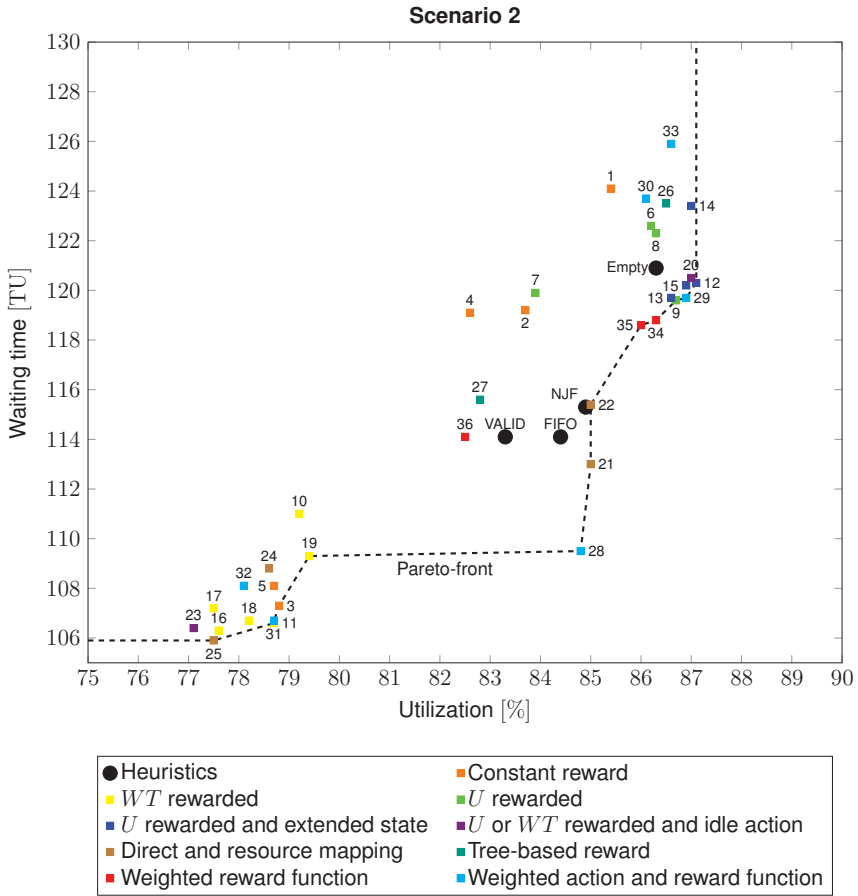 Scenario 2
130
128
126
124
122
120
118
116
114
112
110
108
106
Waiting time [TU]
33
1
30
26
14
6
8
Empty
20
7
15
12
13
29
9
4
2
35
34
27
NJF
22
36
VALID
FIFO
21
10
19
28
Pareto-front
24
32
5
17
3
23
16
18
11
31
25
75 76 77 78 79 80 81 82 83 84 85 86 87 88 89 90
Utilization [%]
Heuristics
Constant reward
WT rewarded
U rewarded
U rewarded and extended state
U or WT rewarded and idle action
Direct and resource mapping
Tree-based reward
Weighted reward function
Weighted action and reward function